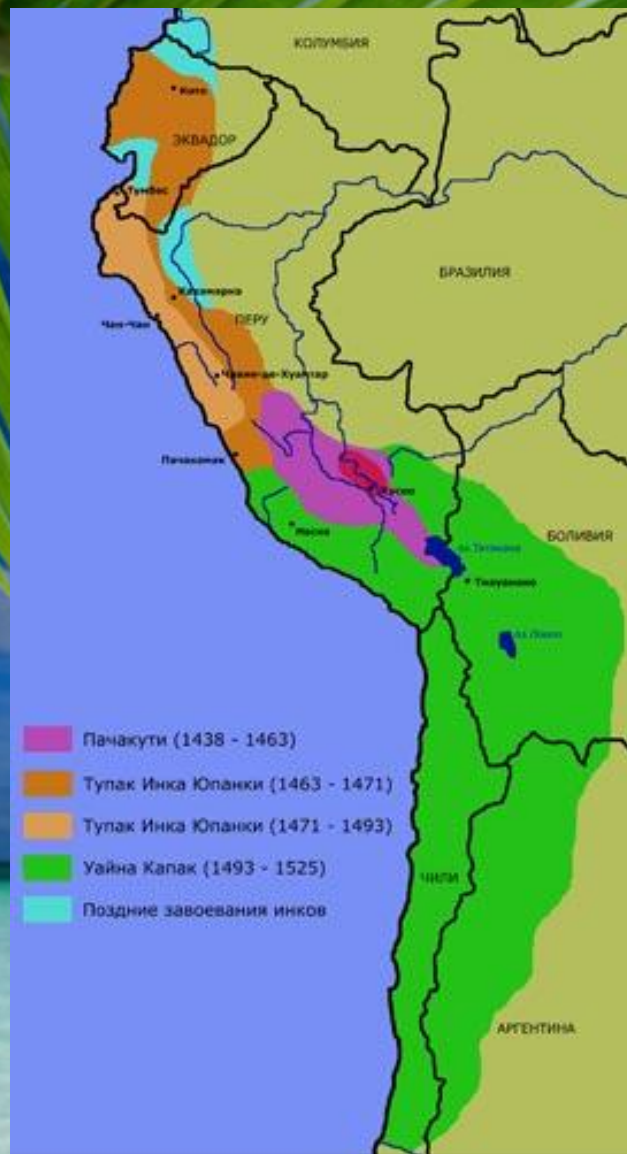 КОЛУМБИЯ
Кито
ЭКВАДОР
Тумбес
БРАЗИЛИЯ
Кахамарка
Чан-Чан
ПЕРУ
Чавин-де-Хуантар
Пачакамак
Куско
Наска
БОЛИВИЯ
оз Титикака
Тиауанако
оз Поопо
Пачакути (1438 - 1463)
Тупак Инка Юпанки (1463 - 1471)
Тупак Инка Юпанки (1471 - 1493)
Уайна Капак (1493 - 1525)
ЧИЛИ
Поздние завоевания инков
АРГЕНТИНА